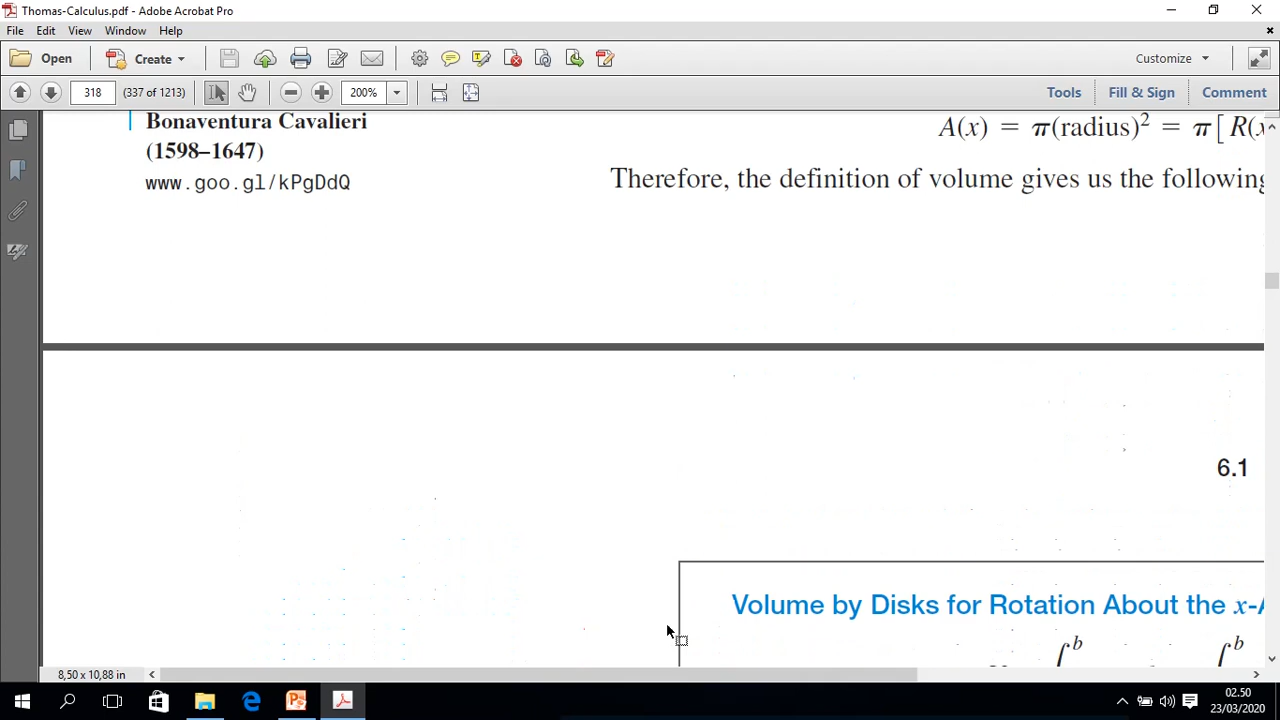 Thomas-Calculus.pdf - Adobe Acrobat Pro
File Edit View Window Help
Open Create Customize
318 (337 of 1213) 200% Tools Fill & Sign Comment
Bonaventura Cavalieri
(1598–1647)
www.goo.gl/kPgDdQ
A(x) = π(radius)² = π[R(x
Therefore, the definition of volume gives us the following
6.1
Volume by Disks for Rotation About the x-A
∫ b ∫ b
8,50 x 10,88 in
02.50
23/03/2020